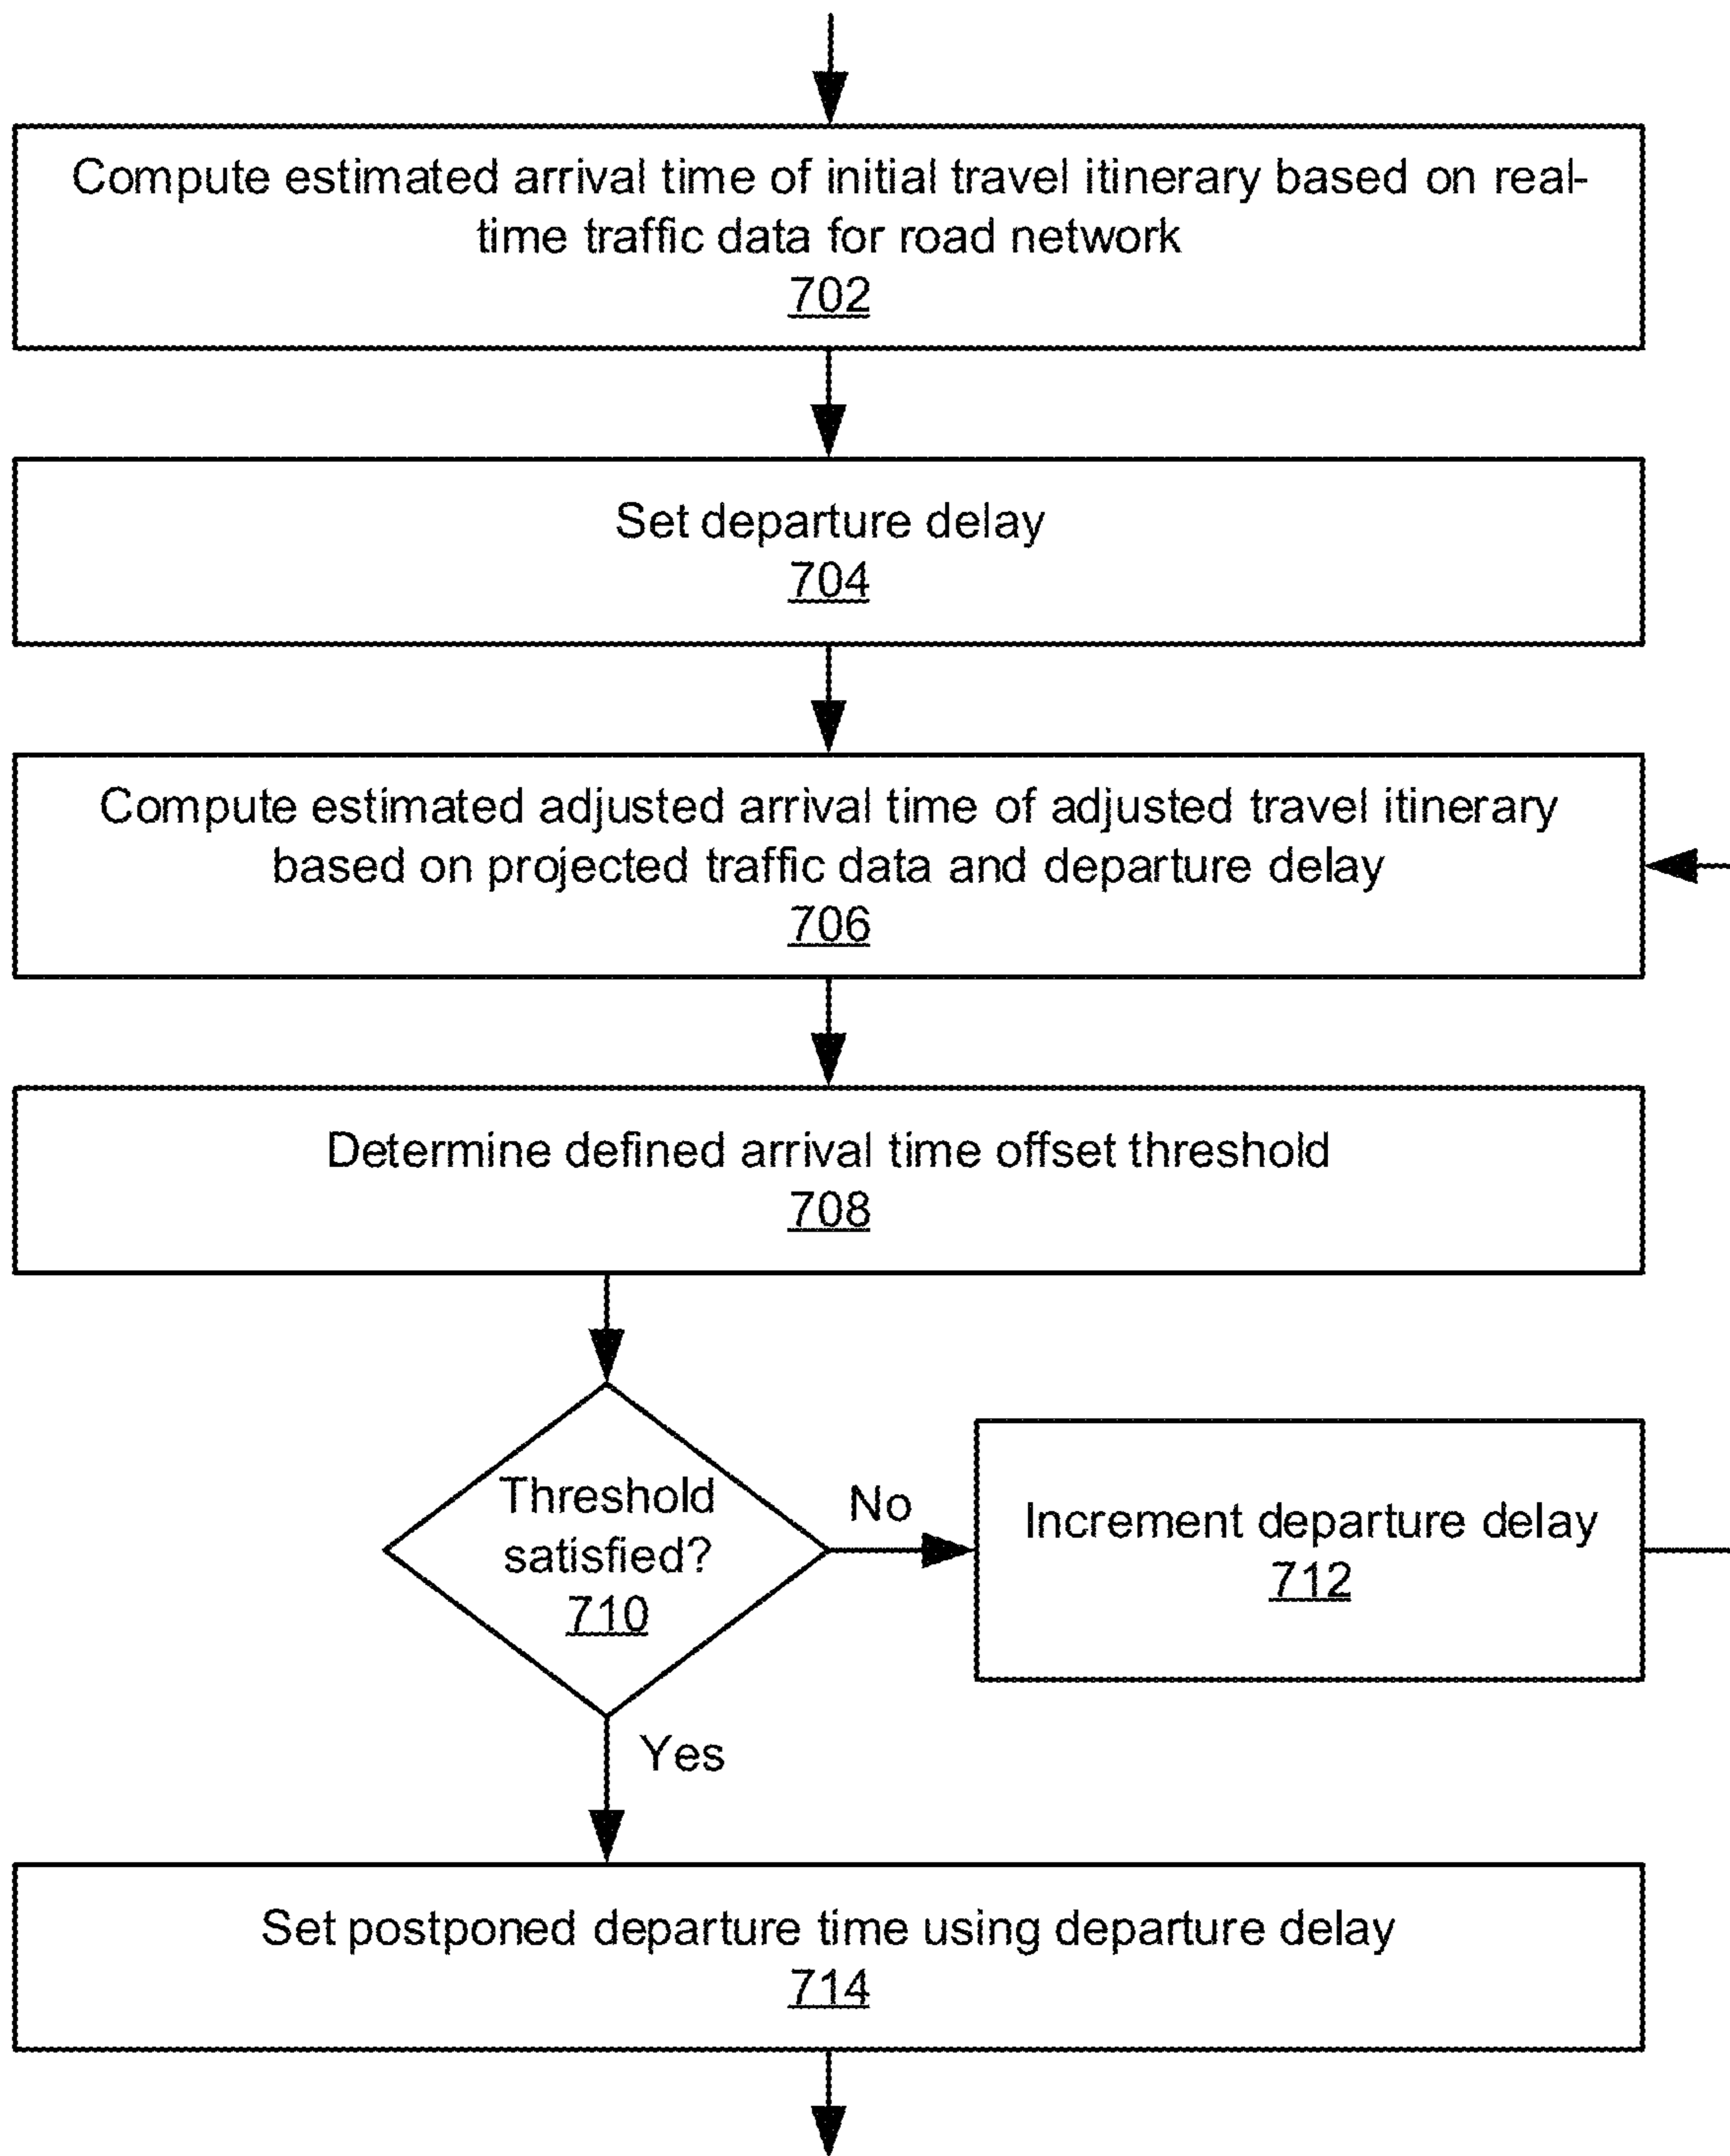 Compute estimated arrival time of initial travel itinerary based on real-
time traffic data for road network
702
Set departure delay
704
Compute estimated adjusted arrival time of adjusted travel itinerary
based on projected traffic data and departure delay
706
Determine defined arrival time offset threshold
708
Threshold
satisfied?
710
No
Increment departure delay
712
Yes
Set postponed departure time using departure delay
714